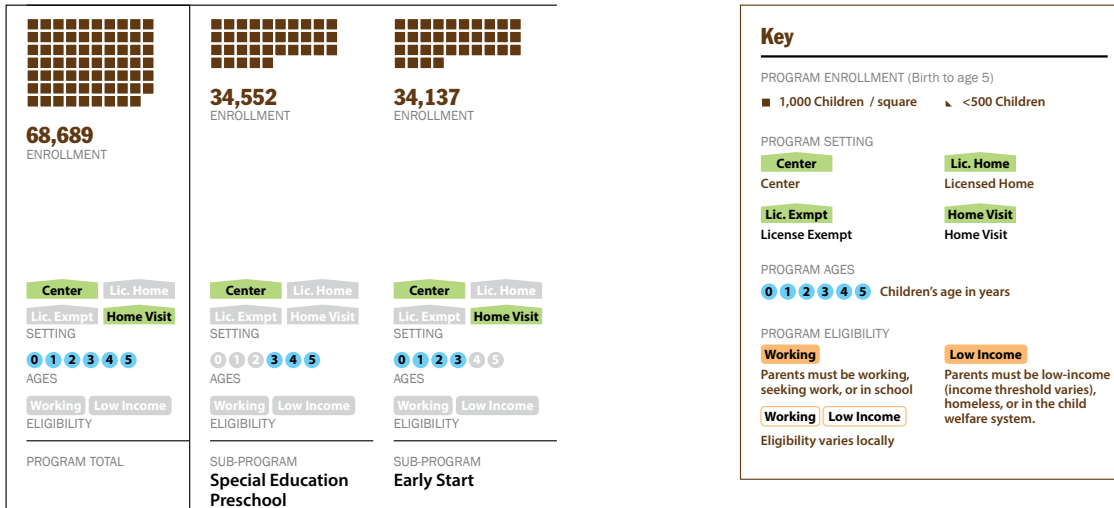 68,689
ENROLLMENT
Center Lic. Home
Lic. Exmpt Home Visit
SETTING
0 1 2 3 4 5
AGES
Working Low Income
ELIGIBILITY
PROGRAM TOTAL
34,552
ENROLLMENT
Center Lic. Home
Lic. Exmpt Home Visit
SETTING
0 1 2 3 4 5
AGES
Working Low Income
ELIGIBILITY
SUB-PROGRAM
Special Education
Preschool
34,137
ENROLLMENT
Center Lic. Home
Lic. Exmpt Home Visit
SETTING
0 1 2 3 4 5
AGES
Working Low Income
ELIGIBILITY
SUB-PROGRAM
Early Start
Key
PROGRAM ENROLLMENT (Birth to age 5)
1,000 Children / square <500 Children
PROGRAM SETTING
Center Lic. Home
Center Licensed Home
Lic. Exmpt Home Visit
License Exempt Home Visit
PROGRAM AGES
0 1 2 3 4 5 Children's age in years
PROGRAM ELIGIBILITY
Working
Parents must be working,
seeking work, or in school
Working Low Income
Eligibility varies locally
Low Income
Parents must be low-income
(income threshold varies),
homeless, or in the child
welfare system.